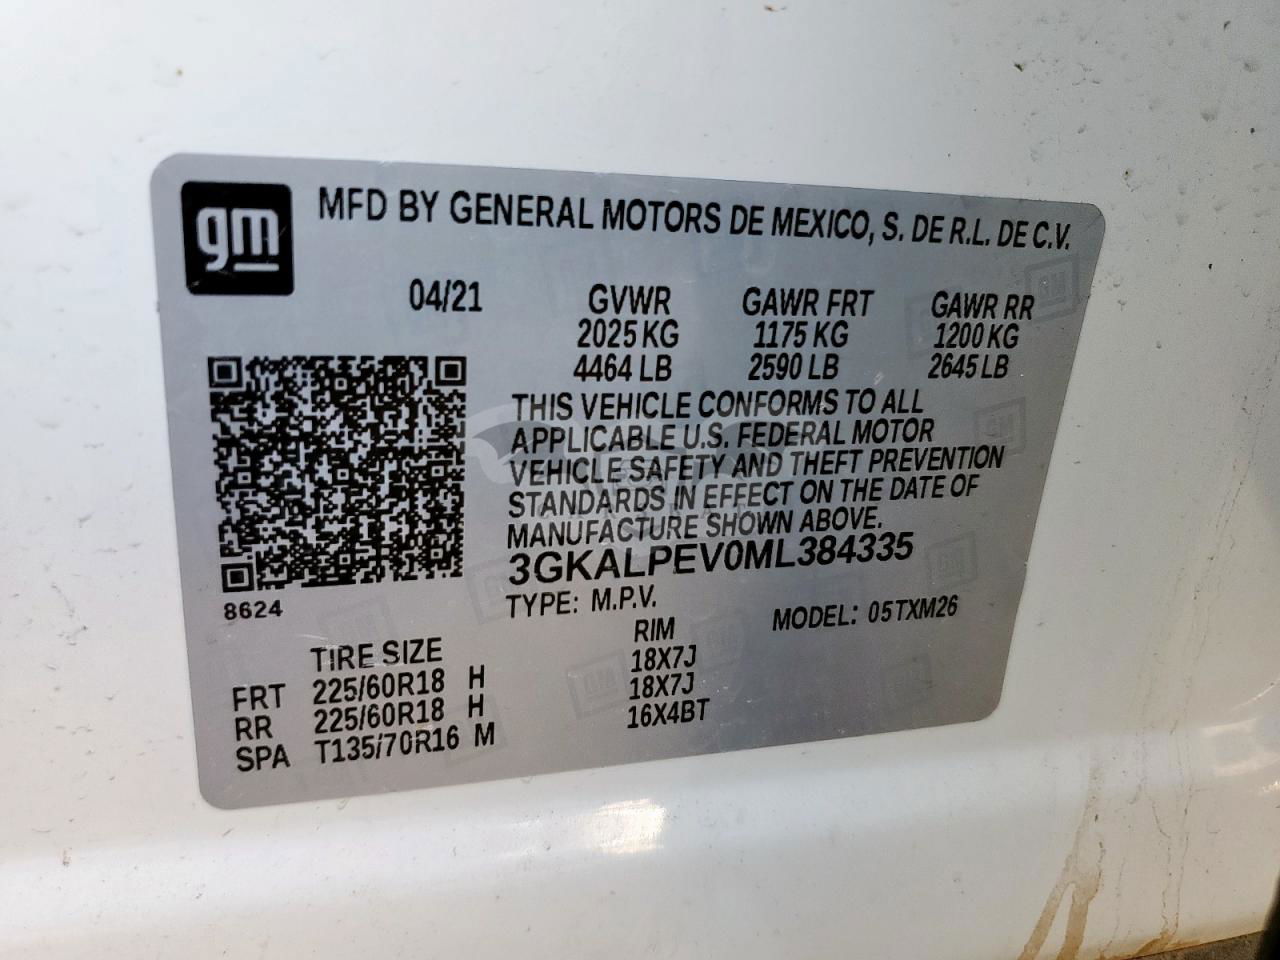 gm MFD BY GENERAL MOTORS DE MEXICO, S. DE R.L. DE C.V.
04/21 GVWR GAWR FRT GAWR RR
2025 KG 1175 KG 1200 KG
4464 LB 2590 LB 2645 LB
THIS VEHICLE CONFORMS TO ALL
APPLICABLE U.S. FEDERAL MOTOR
VEHICLE SAFETY AND THEFT PREVENTION
STANDARDS IN EFFECT ON THE DATE OF
MANUFACTURE SHOWN ABOVE.
3GKALPEV0ML384335
8624 TYPE: M.P.V. MODEL: 05TXM26
TIRE SIZE RIM
FRT 225/60R18 H 18X7J
RR 225/60R18 H 18X7J
SPA T135/70R16 M 16X4BT